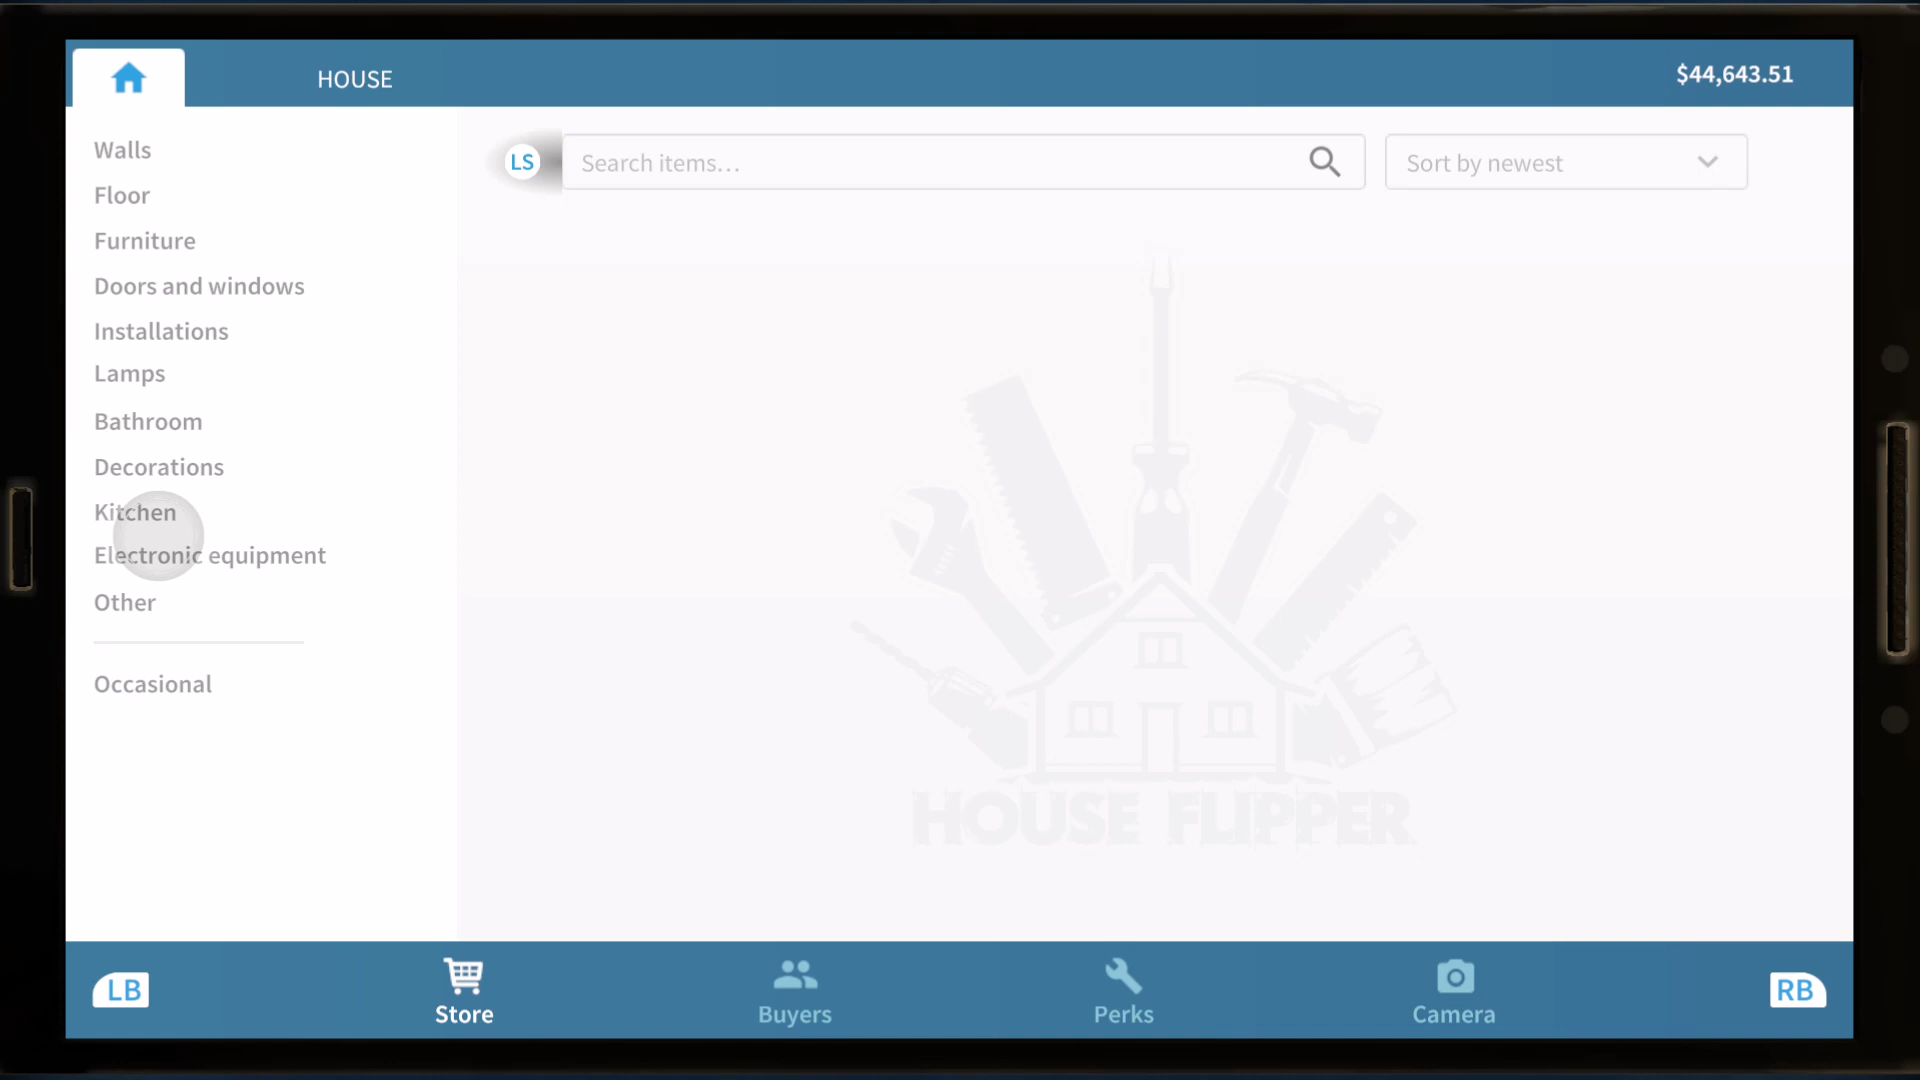 HOUSE
$44,643.51
Walls
Floor
Furniture
Doors and windows
Installations
Lamps
Bathroom
Decorations
Kitchen
Electronic equipment
Other
Occasional
LS
Search items...
Sort by newest
HOUSE FLIPPER
LB
Store
Buyers
Perks
Camera
RB